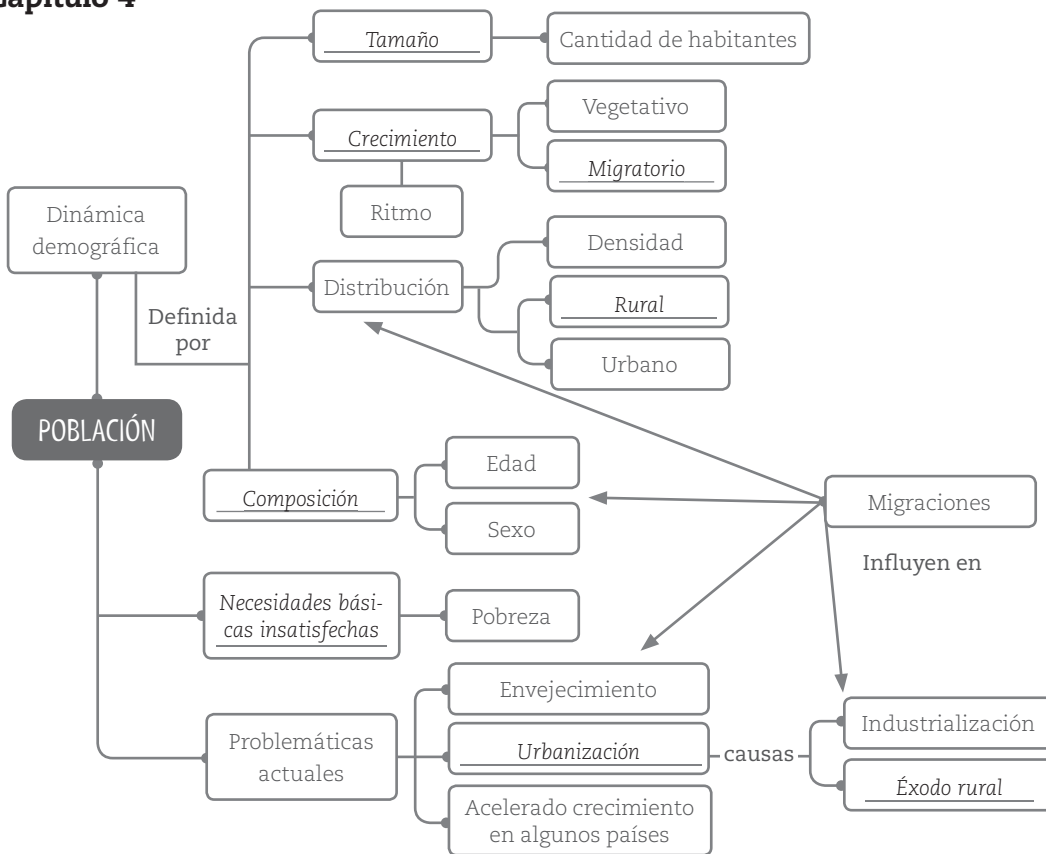 Capítulo 4
Tamaño
Cantidad de habitantes
Crecimiento
Vegetativo
Migratorio
Ritmo
Dinámica
demográfica
Definida
por
Distribución
Densidad
Rural
Urbano
POBLACIÓN
Composición
Edad
Sexo
Migraciones
Influyen en
Necesidades bási-
cas insatisfechas
Pobreza
Problemáticas
actuales
Envejecimiento
Urbanización
causas
Industrialización
Éxodo rural
Acelerado crecimiento
en algunos países